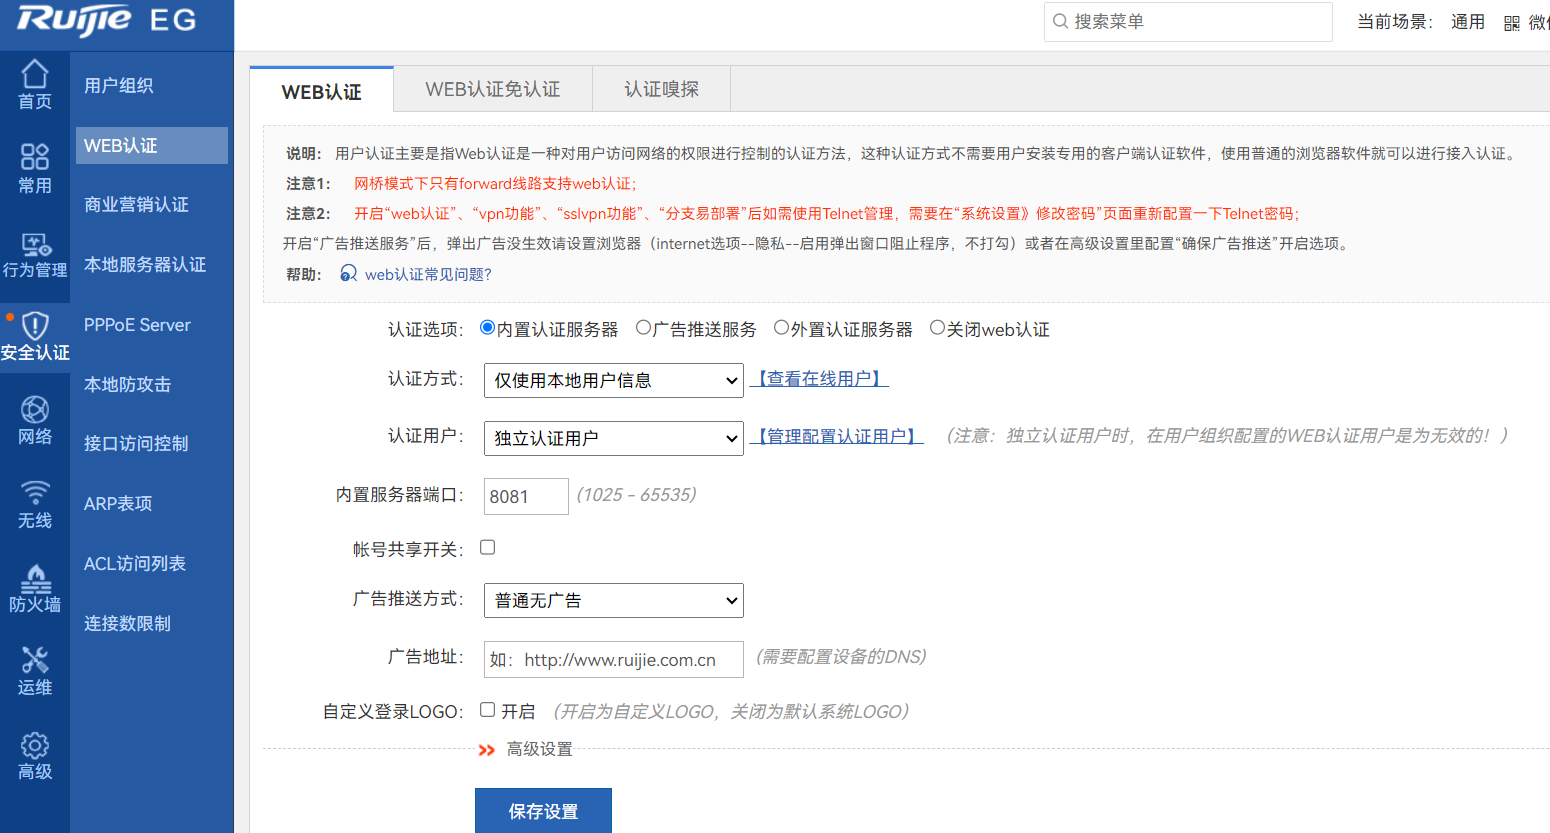 Ruijie EG
搜索菜单
当前场景： 通用
首页
常用
行为管理
安全认证
网络
无线
防火墙
运维
高级
用户组织
WEB认证
商业营销认证
本地服务器认证
PPPoE Server
本地防攻击
接口访问控制
ARP表项
ACL访问列表
连接数限制
WEB认证 WEB认证免认证 认证嗅探
说明： 用户认证主要是指Web认证是一种对用户访问网络的权限进行控制的认证方法，这种认证方式不需要用户安装专用的客户端认证软件，使用普通的浏览器软件就可以进行接入认证。
注意1： 网桥模式下只有forward线路支持web认证；
注意2： 开启“web认证”、“vpn功能”、“sslvpn功能”、“分支易部署”后如需使用Telnet管理，需要在“系统设置》修改密码”页面重新配置一下Telnet密码；
开启“广告推送服务”后，弹出广告没生效请设置浏览器（internet选项--隐私--启用弹出窗口阻止程序，不打勾）或者在高级设置里配置“确保广告推送”开启选项。
帮助： web认证常见问题？
认证选项： 内置认证服务器 广告推送服务 外置认证服务器 关闭web认证
认证方式： 仅使用本地用户信息 【查看在线用户】
认证用户： 独立认证用户 【管理配置认证用户】 （注意：独立认证用户时，在用户组织配置的WEB认证用户是为无效的！）
内置服务器端口： 8081 (1025 - 65535)
帐号共享开关：
广告推送方式： 普通无广告
广告地址： 如：http://www.ruijie.com.cn (需要配置设备的DNS)
自定义登录LOGO： 开启 （开启为自定义LOGO，关闭为默认系统LOGO）
高级设置
保存设置